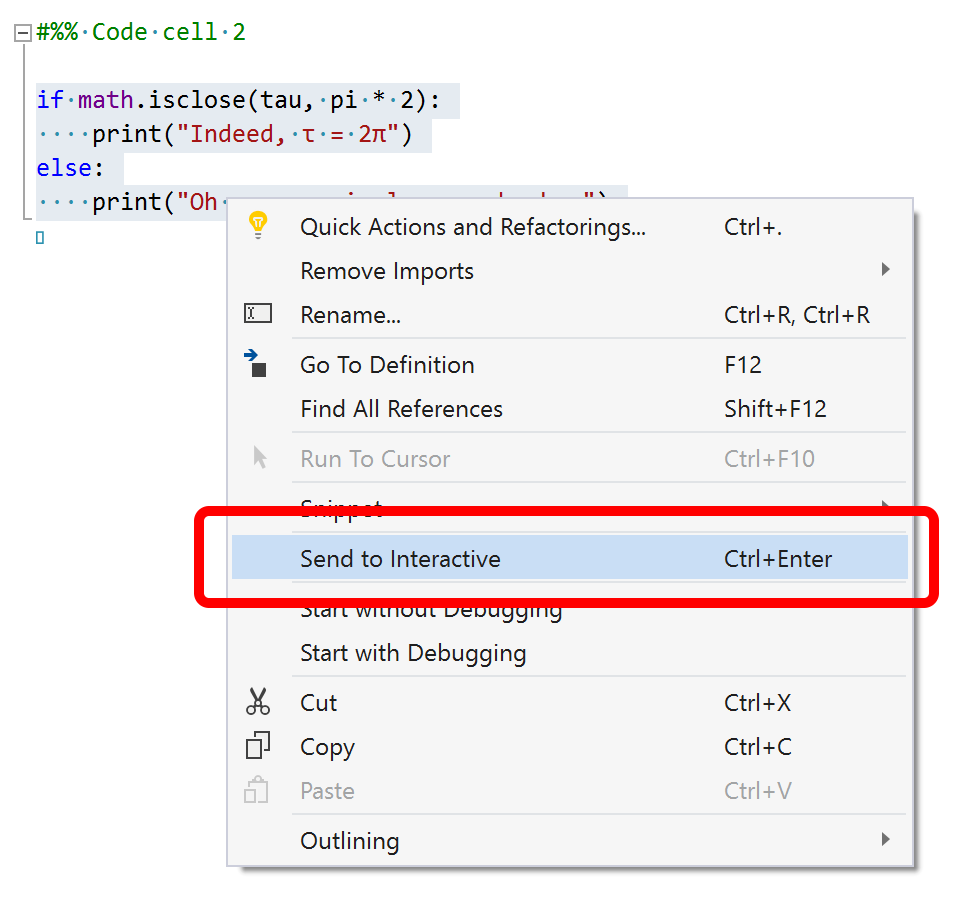 #%% Code cell 2
if math.isclose(tau, pi * 2):
print("Indeed, τ = 2π")
else:
print("Oh
Quick Actions and Refactorings... Ctrl+.
Remove Imports
Rename... Ctrl+R, Ctrl+R
Go To Definition F12
Find All References Shift+F12
Run To Cursor Ctrl+F10
Snippet
Send to Interactive Ctrl+Enter
Start without Debugging
Start with Debugging
Cut Ctrl+X
Copy Ctrl+C
Paste Ctrl+V
Outlining